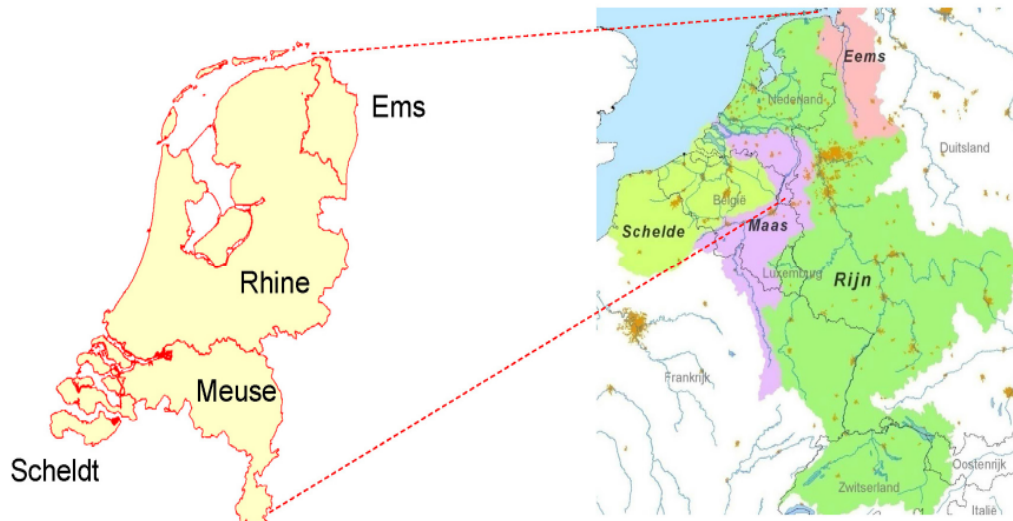 Ems
Rhine
Meuse
Scheldt
Eems
Nederland
Duitsland
België
Schelde
Maas
Luxemburg
Rijn
Frankrijk
Oostenrijk
Zwitserland
Italië